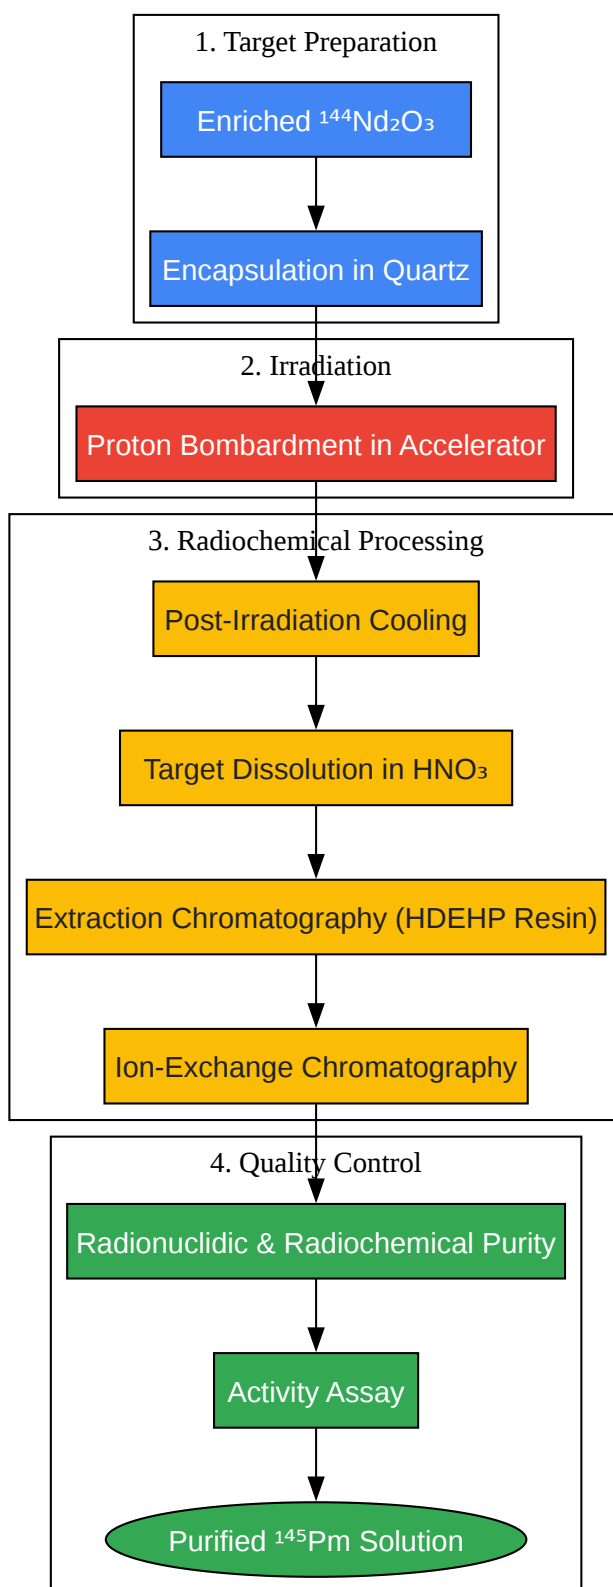 1. Target Preparation
Enriched ¹⁴⁴Nd₂O₃
Encapsulation in Quartz
2. Irradiation
Proton Bombardment in Accelerator
3. Radiochemical Processing
Post-Irradiation Cooling
Target Dissolution in HNO₃
Extraction Chromatography (HDEHP Resin)
Ion-Exchange Chromatography
4. Quality Control
Radionuclidic & Radiochemical Purity
Activity Assay
Purified ¹⁴⁵Pm Solution